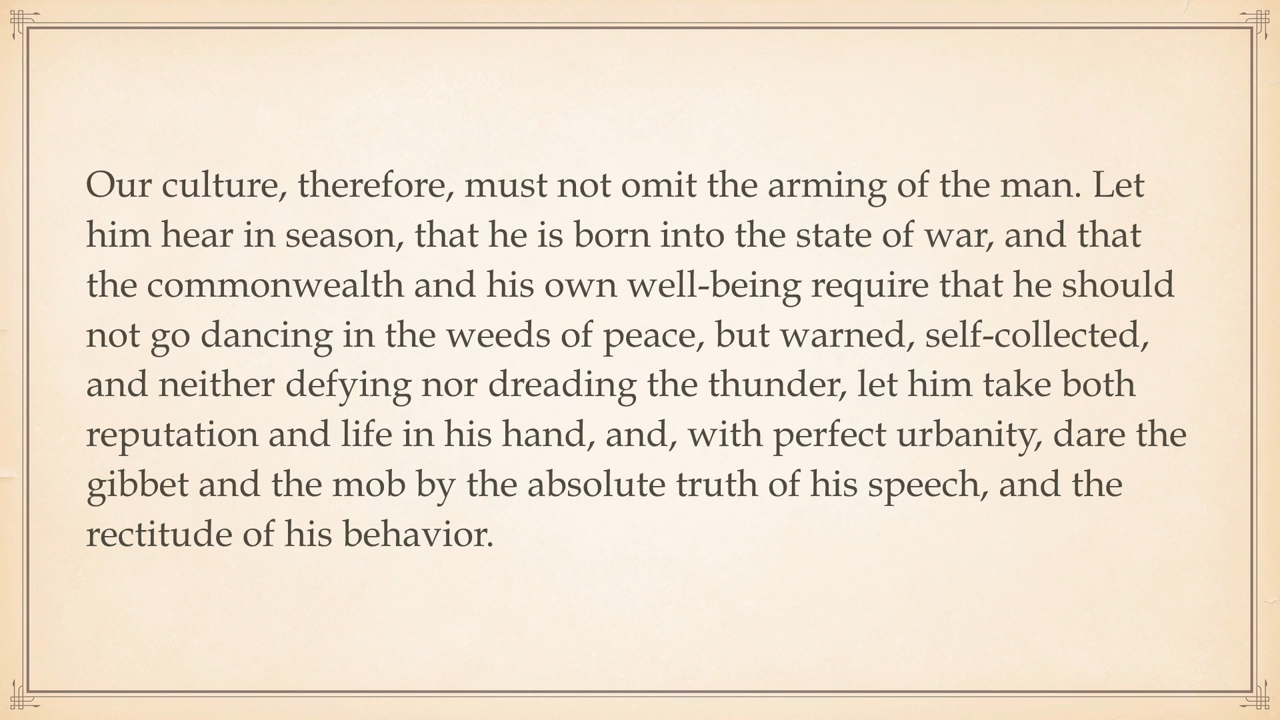 Our culture, therefore, must not omit the arming of the man. Let
him hear in season, that he is born into the state of war, and that
the commonwealth and his own well-being require that he should
not go dancing in the weeds of peace, but warned, self-collected,
and neither defying nor dreading the thunder, let him take both
reputation and life in his hand, and, with perfect urbanity, dare the
gibbet and the mob by the absolute truth of his speech, and the
rectitude of his behavior.